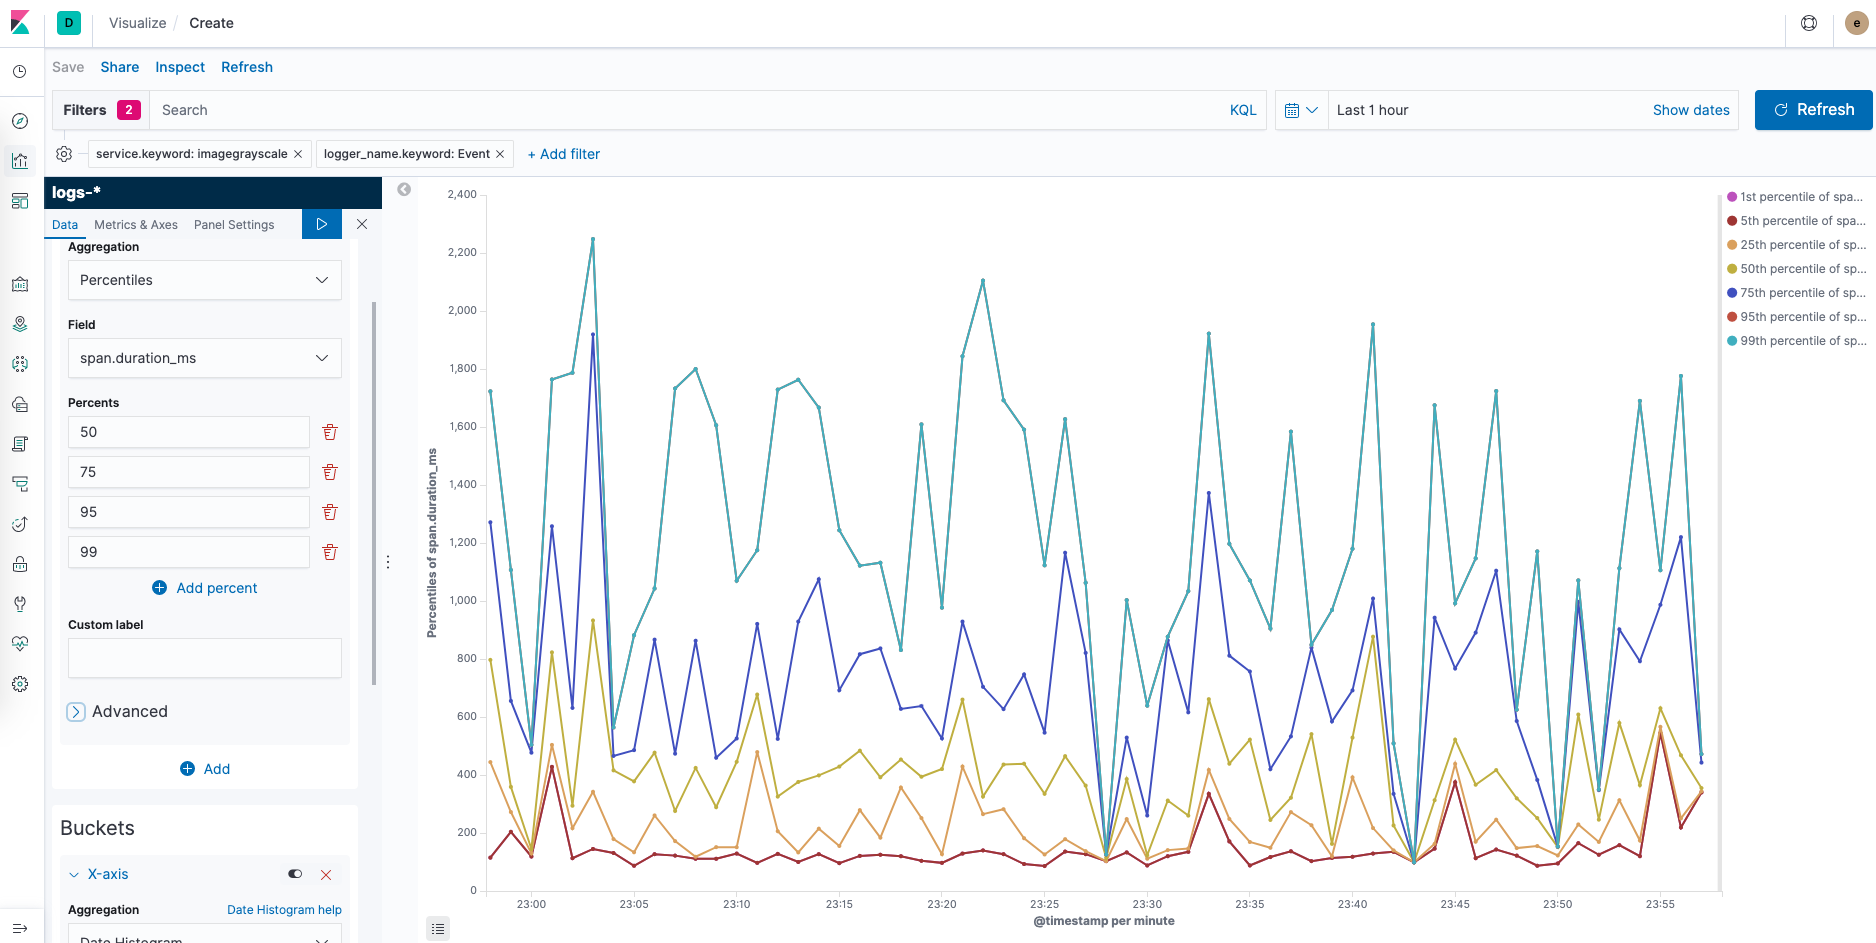 D Visualize / Create e
Save Share Inspect Refresh
Filters 2 Search KQL Last 1 hour Show dates Refresh
service.keyword: imagegrayscale logger_name.keyword: Event + Add filter
logs-*
Data Metrics & Axes Panel Settings
Aggregation
Percentiles
Field
span.duration_ms
Percents
50
75
95
99
Add percent
Custom label
Advanced
Add
Buckets
X-axis
Aggregation Date Histogram help
Date Histogram
Percentiles of span.duration_ms
2,400
2,200
2,000
1,800
1,600
1,400
1,200
1,000
800
600
400
200
0
23:00 23:05 23:10 23:15 23:20 23:25 23:30 23:35 23:40 23:45 23:50 23:55
@timestamp per minute
1st percentile of spa...
5th percentile of spa...
25th percentile of sp...
50th percentile of sp...
75th percentile of sp...
95th percentile of sp...
99th percentile of sp...